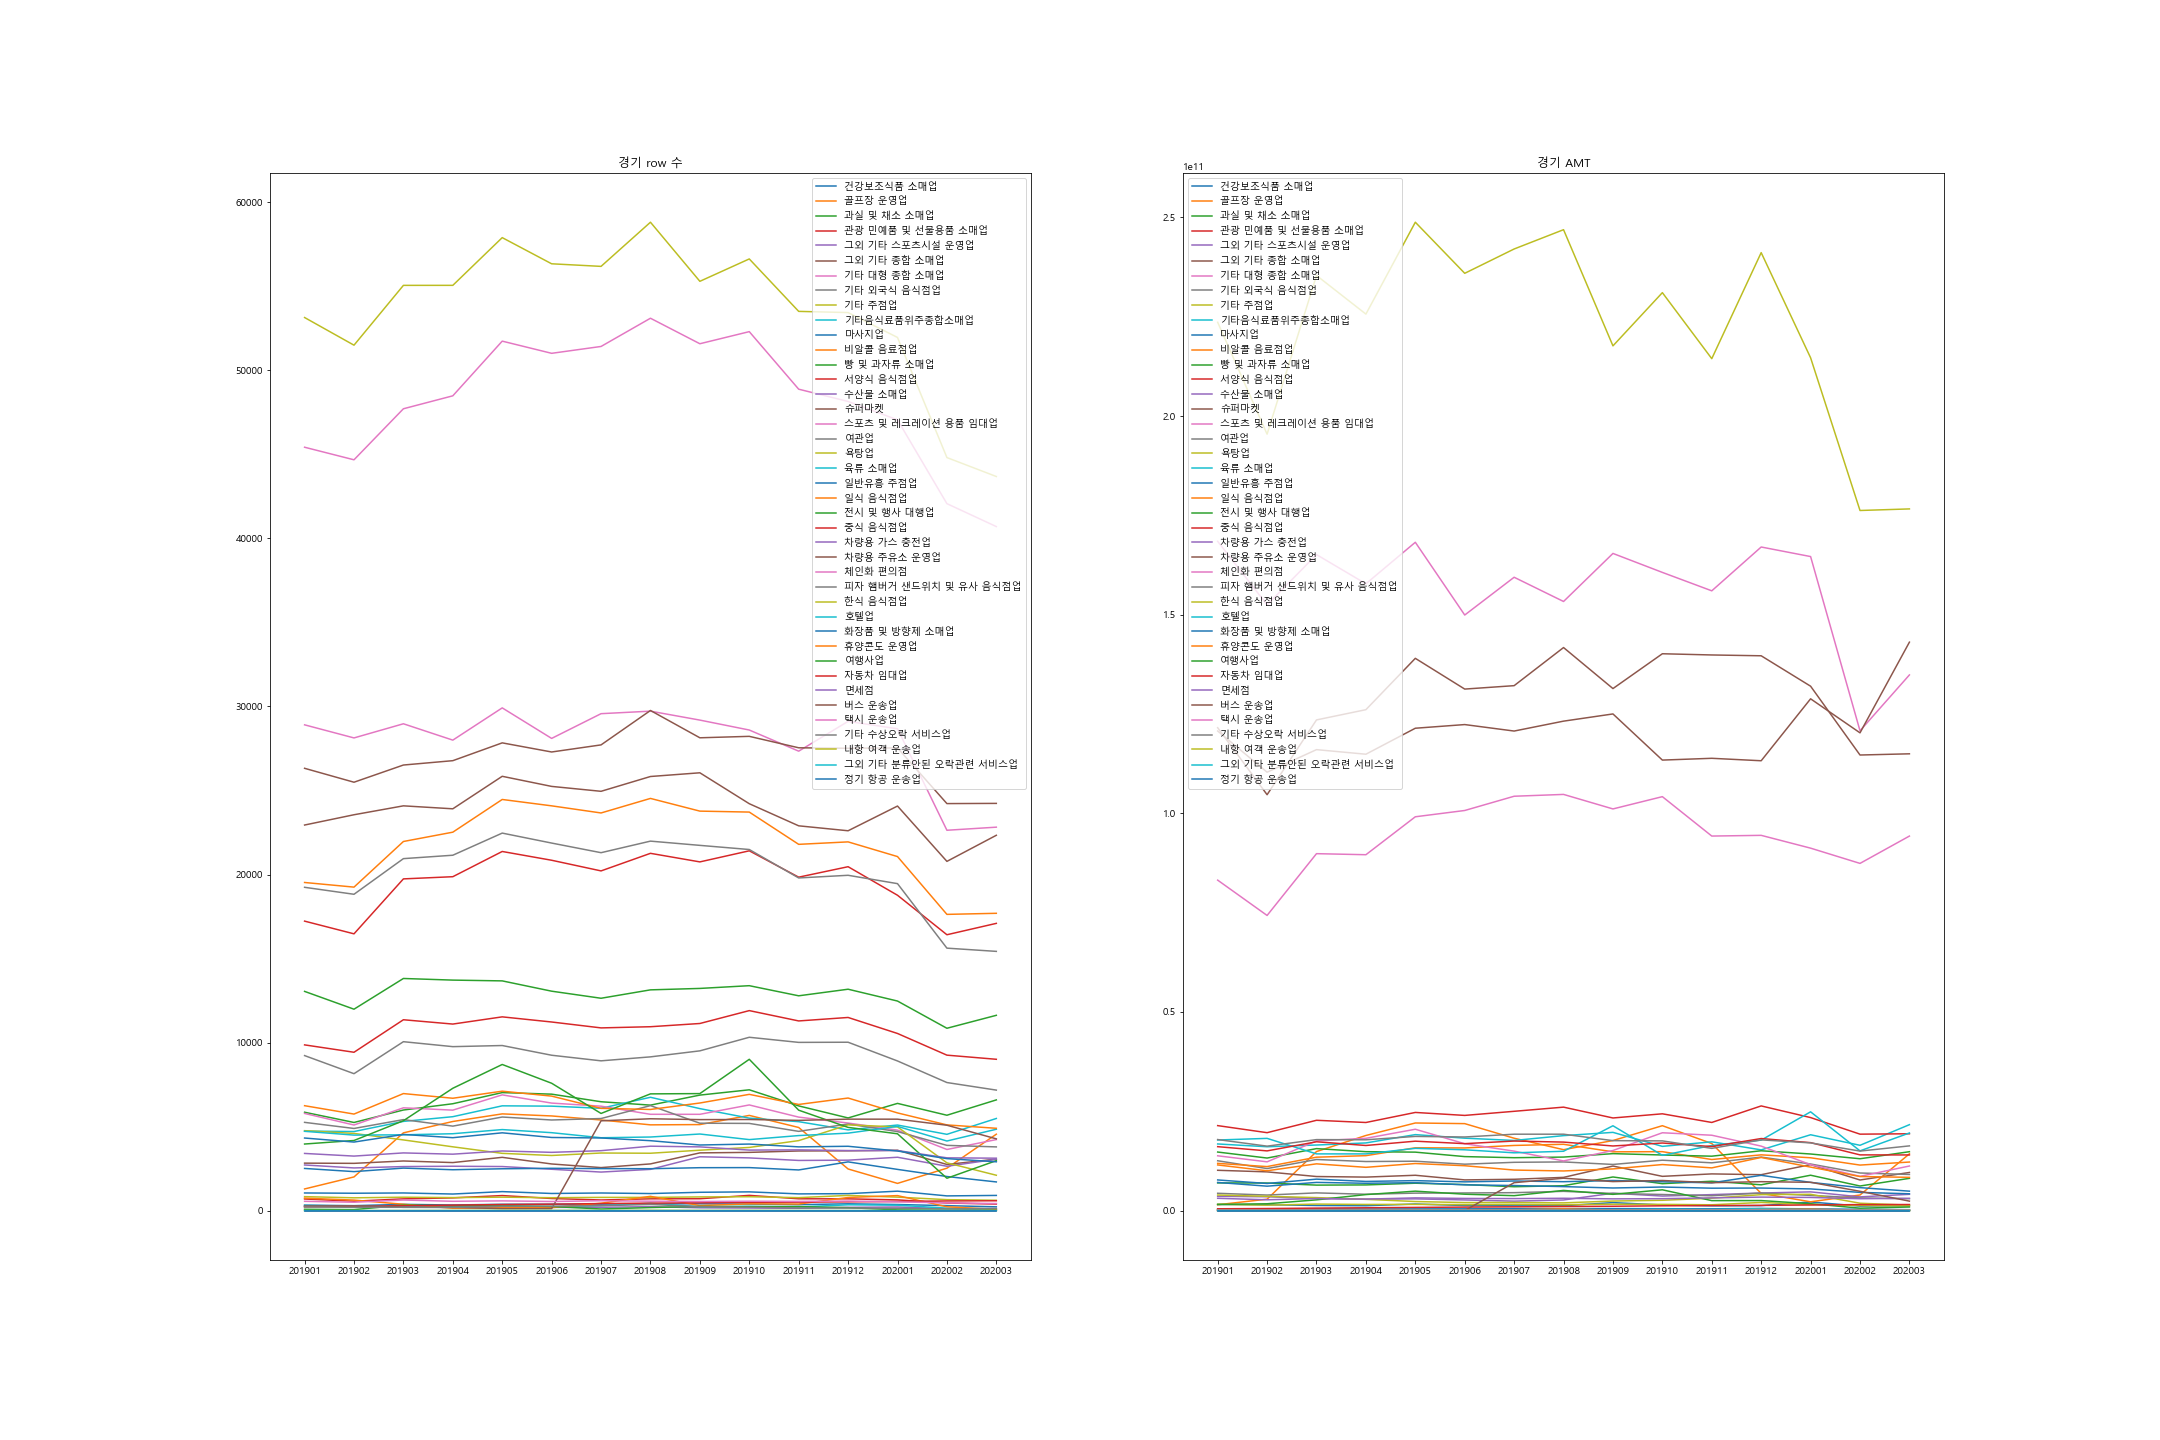 경기 row 수
60000
50000
40000
30000
20000
10000
0
201901 201902 201903 201904 201905 201906 201907 201908 201909 201910 201911 201912 202001 202002 202003
건강보조식품 소매업
골프장 운영업
과실 및 채소 소매업
관광 민예품 및 선물용품 소매업
그외 기타 스포츠시설 운영업
그외 기타 종합 소매업
기타 대형 종합 소매업
기타 외국식 음식점업
기타 주점업
기타음식료품위주종합소매업
마사지업
비알콜 음료점업
빵 및 과자류 소매업
서양식 음식점업
수산물 소매업
슈퍼마켓
스포츠 및 레크레이션 용품 임대업
여관업
욕탕업
육류 소매업
일반유흥 주점업
일식 음식점업
전시 및 행사 대행업
중식 음식점업
차량용 가스 충전업
차량용 주유소 운영업
체인화 편의점
피자 햄버거 샌드위치 및 유사 음식점업
한식 음식점업
호텔업
화장품 및 방향제 소매업
휴양콘도 운영업
여행사업
자동차 임대업
면세점
버스 운송업
택시 운송업
기타 수상오락 서비스업
내항 여객 운송업
그외 기타 분류안된 오락관련 서비스업
정기 항공 운송업
경기 AMT
1e11
2.5
2.0
1.5
1.0
0.5
0.0
201901 201902 201903 201904 201905 201906 201907 201908 201909 201910 201911 201912 202001 202002 202003
건강보조식품 소매업
골프장 운영업
과실 및 채소 소매업
관광 민예품 및 선물용품 소매업
그외 기타 스포츠시설 운영업
그외 기타 종합 소매업
기타 대형 종합 소매업
기타 외국식 음식점업
기타 주점업
기타음식료품위주종합소매업
마사지업
비알콜 음료점업
빵 및 과자류 소매업
서양식 음식점업
수산물 소매업
슈퍼마켓
스포츠 및 레크레이션 용품 임대업
여관업
욕탕업
육류 소매업
일반유흥 주점업
일식 음식점업
전시 및 행사 대행업
중식 음식점업
차량용 가스 충전업
차량용 주유소 운영업
체인화 편의점
피자 햄버거 샌드위치 및 유사 음식점업
한식 음식점업
호텔업
화장품 및 방향제 소매업
휴양콘도 운영업
여행사업
자동차 임대업
면세점
버스 운송업
택시 운송업
기타 수상오락 서비스업
내항 여객 운송업
그외 기타 분류안된 오락관련 서비스업
정기 항공 운송업